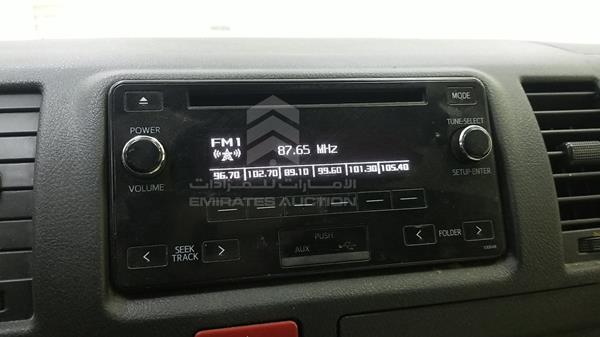 MODE
POWER
VOLUME
FM1
87.65 MHz
96.70 102.70 89.10 99.60 101.30 105.40
TUNE·SELECT
SETUP·ENTER
الامارات للمزادات
EMIRATES AUCTION
SEEK
TRACK
PUSH
AUX
FOLDER